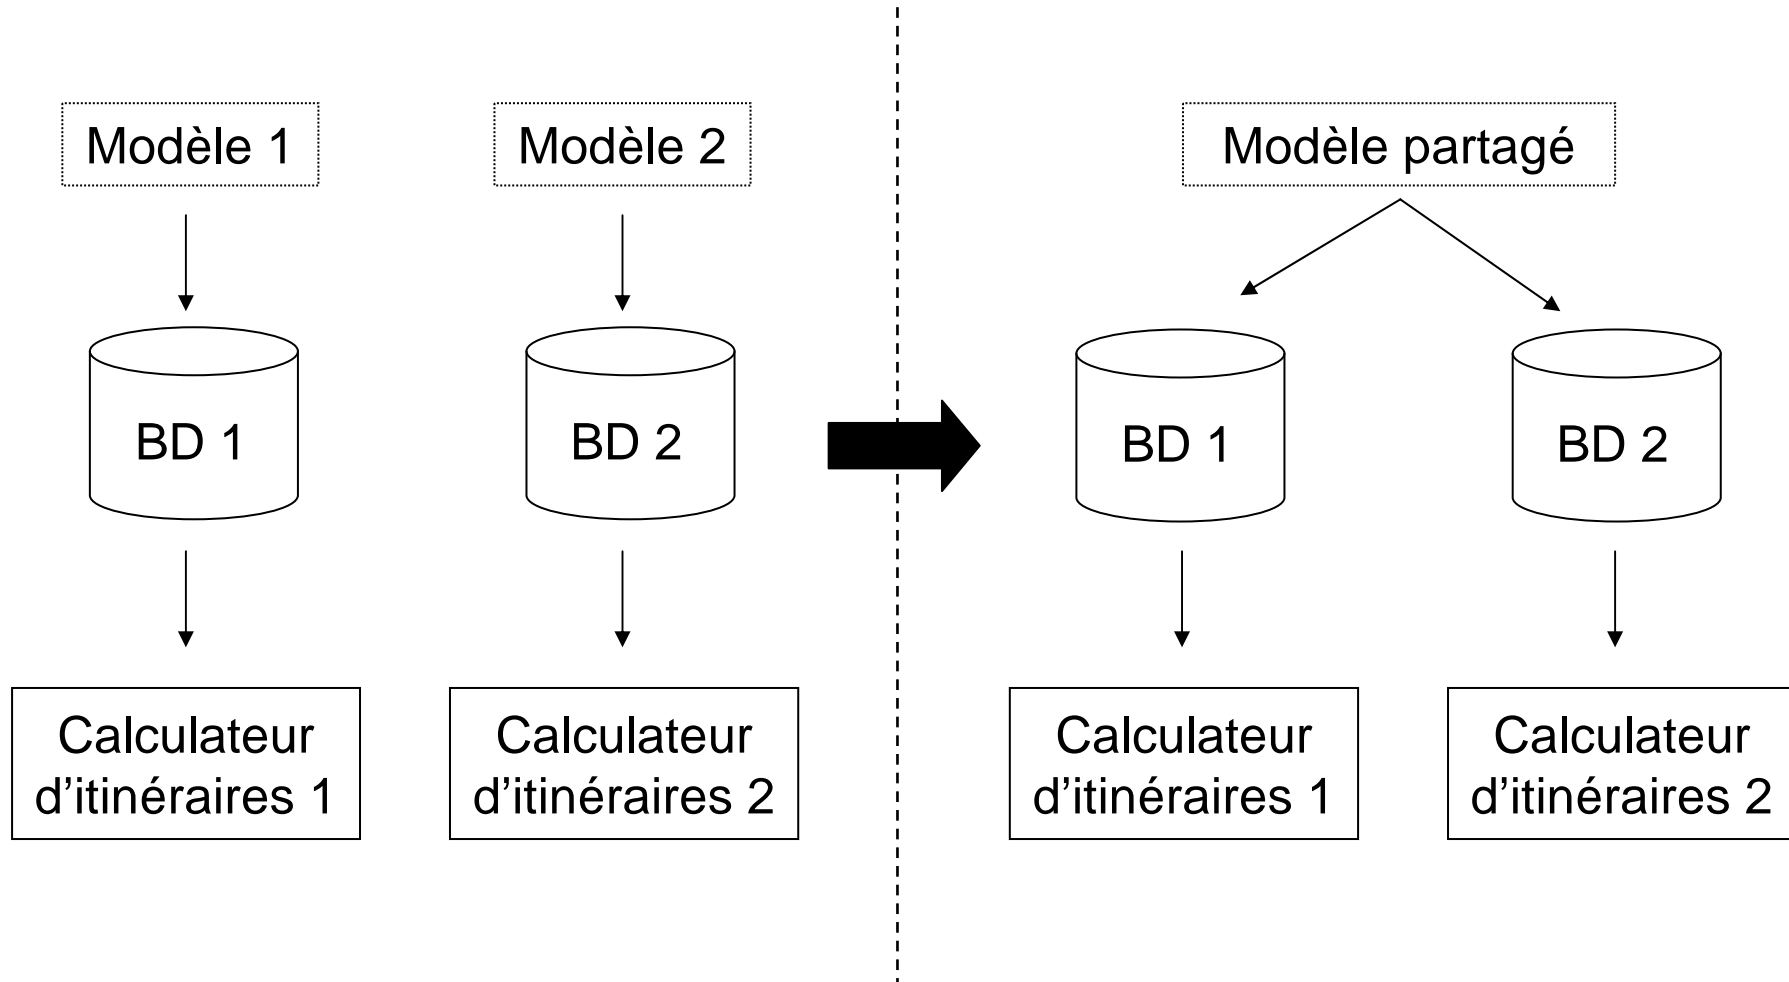 Modèle 1
Modèle 2
Modèle partagé
BD 1
BD 2
BD 1
BD 2
Calculateur
d’itinéraires 1
Calculateur
d’itinéraires 2
Calculateur
d’itinéraires 1
Calculateur
d’itinéraires 2